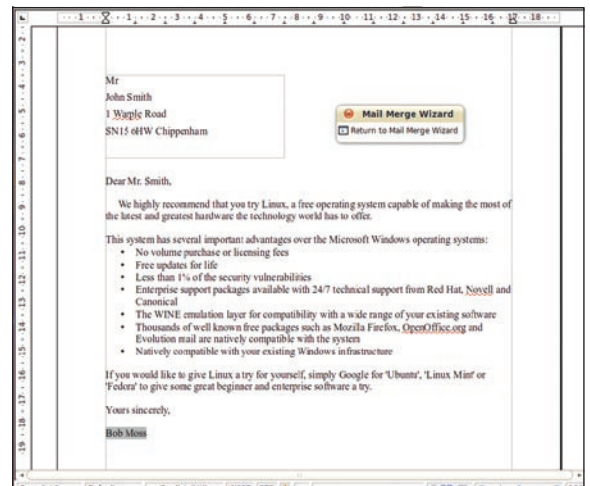 Mr
John Smith
1 Warple Road
SN15 6HW Chippenham
Mail Merge Wizard
Return to Mail Merge Wizard
Dear Mr. Smith,
We highly recommend that you try Linux, a free operating system capable of making the most of
the latest and greatest hardware the technology world has to offer.
This system has several important advantages over the Microsoft Windows operating systems:
• No volume purchase or licensing fees
• Free updates for life
• Less than 1% of the security vulnerabilities
• Enterprise support packages available with 24/7 technical support from Red Hat, Novell and
Canonical
• The WINE emulation layer for compatibility with a wide range of your existing software
• Thousands of well known free packages such as Mozilla Firefox, OpenOffice.org and
Evolution mail are natively compatible with the system
• Natively compatible with your existing Windows infrastructure
If you would like to give Linux a try for yourself, simply Google for 'Ubuntu', 'Linux Mint' or
'Fedora' to give some great beginner and enterprise software a try.
Yours sincerely,
Bob Moss